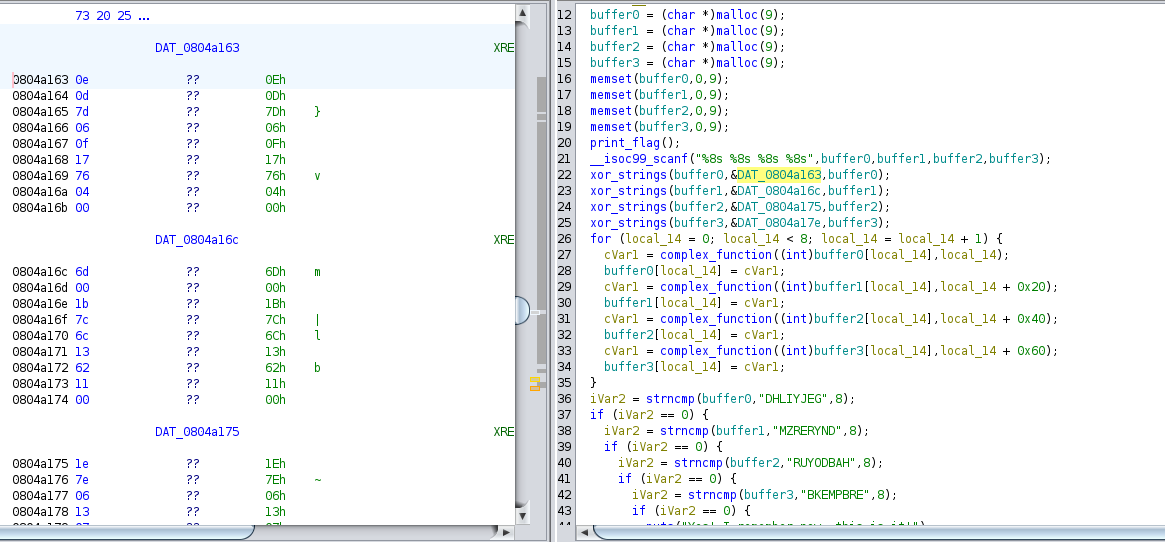 73 20 25 ...
DAT_0804a163 XRE
0804a163 0e ?? 0Eh
0804a164 0d ?? 0Dh
0804a165 7d ?? 7Dh }
0804a166 06 ?? 06h
0804a167 0f ?? 0Fh
0804a168 17 ?? 17h
0804a169 76 ?? 76h v
0804a16a 04 ?? 04h
0804a16b 00 ?? 00h
DAT_0804a16c XRE
0804a16c 6d ?? 6Dh m
0804a16d 00 ?? 00h
0804a16e 1b ?? 1Bh
0804a16f 7c ?? 7Ch |
0804a170 6c ?? 6Ch l
0804a171 13 ?? 13h
0804a172 62 ?? 62h b
0804a173 11 ?? 11h
0804a174 00 ?? 00h
DAT_0804a175 XRE
0804a175 1e ?? 1Eh
0804a176 7e ?? 7Eh ~
0804a177 06 ?? 06h
0804a178 13 ?? 13h
12 buffer0 = (char *)malloc(9);
13 buffer1 = (char *)malloc(9);
14 buffer2 = (char *)malloc(9);
15 buffer3 = (char *)malloc(9);
16 memset(buffer0,0,9);
17 memset(buffer1,0,9);
18 memset(buffer2,0,9);
19 memset(buffer3,0,9);
20 print_flag();
21 __isoc99_scanf("%8s %8s %8s %8s",buffer0,buffer1,buffer2,buffer3);
22 xor_strings(buffer0,&DAT_0804a163,buffer0);
23 xor_strings(buffer1,&DAT_0804a16c,buffer1);
24 xor_strings(buffer2,&DAT_0804a175,buffer2);
25 xor_strings(buffer3,&DAT_0804a17e,buffer3);
26 for (local_14 = 0; local_14 < 8; local_14 = local_14 + 1) {
27 cVar1 = complex_function((int)buffer0[local_14],local_14);
28 buffer0[local_14] = cVar1;
29 cVar1 = complex_function((int)buffer1[local_14],local_14 + 0x20);
30 buffer1[local_14] = cVar1;
31 cVar1 = complex_function((int)buffer2[local_14],local_14 + 0x40);
32 buffer2[local_14] = cVar1;
33 cVar1 = complex_function((int)buffer3[local_14],local_14 + 0x60);
34 buffer3[local_14] = cVar1;
35 }
36 iVar2 = strncmp(buffer0,"DHLIYJEG",8);
37 if (iVar2 == 0) {
38 iVar2 = strncmp(buffer1,"MZRERYND",8);
39 if (iVar2 == 0) {
40 iVar2 = strncmp(buffer2,"RUYODBAH",8);
41 if (iVar2 == 0) {
42 iVar2 = strncmp(buffer3,"BKEMPBRE",8);
43 if (iVar2 == 0) {